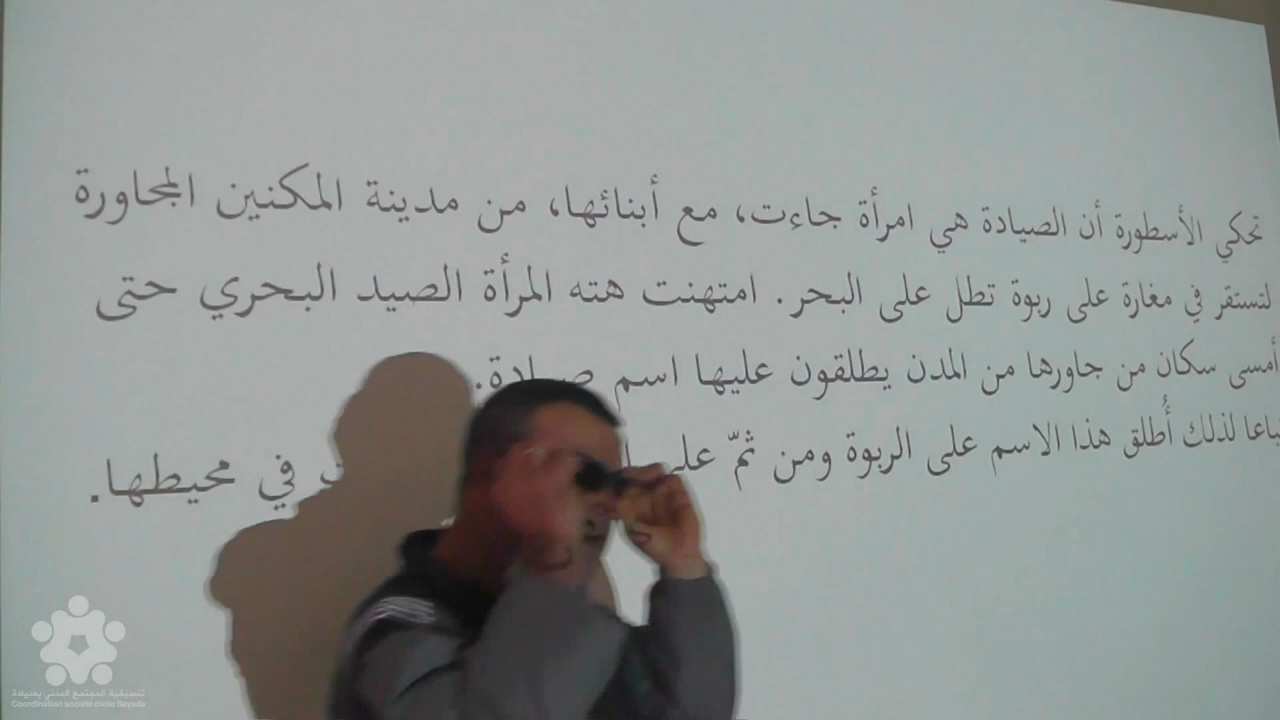 تحكي الأسطورة أن الصيادة هي امرأة جاءت، مع أبنائها، من مدينة المكنين المجاورة
لتستقر في مغارة على ربوة تطل على البحر. امتهنت هته المرأة الصيد البحري حتى
أمسى سكان من جاورها من المدن يطلقون عليها اسم صيادة.
لذلك أُطلق هذا الاسم على الربوة ومن ثمّ على في محيطها.
تنسيقية المجتمع المدني بصيادة
Coordination société civile Sayada